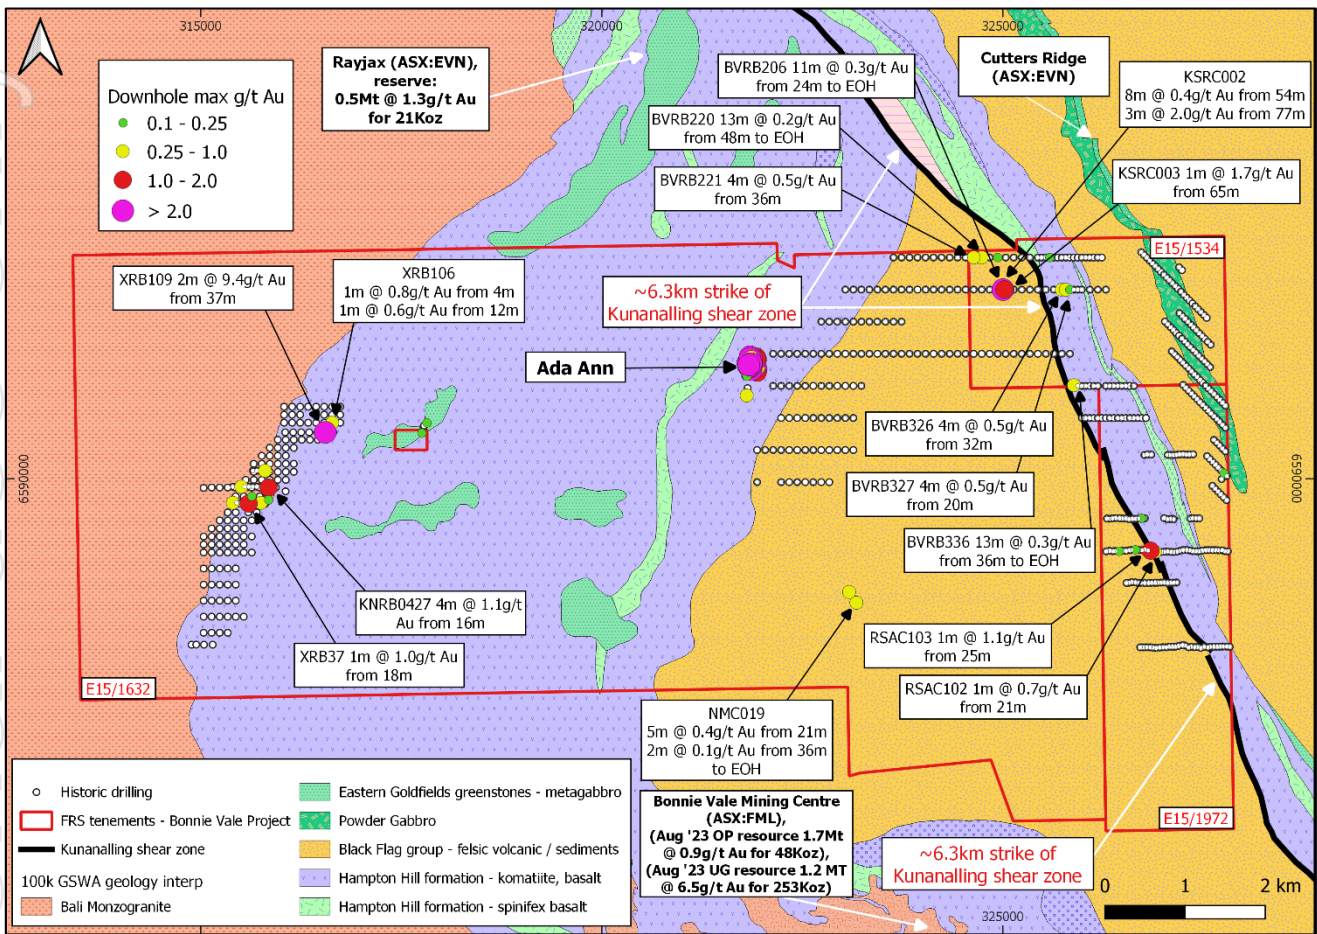 315000
320000
325000
Downhole max g/t Au
0.1 - 0.25
0.25 - 1.0
1.0 - 2.0
> 2.0
Rayjax (ASX:EVN),
reserve:
0.5Mt @ 1.3g/t Au
for 21Koz
BVRB206 11m @ 0.3g/t Au
from 24m to EOH
Cutters Ridge
(ASX:EVN)
KSRC002
8m @ 0.4g/t Au from 54m
3m @ 2.0g/t Au from 77m
BVRB220 13m @ 0.2g/t Au
from 48m to EOH
BVRB221 4m @ 0.5g/t Au
from 36m
KSRC003 1m @ 1.7g/t Au
from 65m
E15/1534
XRB109 2m @ 9.4g/t Au
from 37m
XRB106
1m @ 0.8g/t Au from 4m
1m @ 0.6g/t Au from 12m
~6.3km strike of
Kunanalling shear zone
Ada Ann
BVRB326 4m @ 0.5g/t Au
from 32m
6590000
6590000
BVRB327 4m @ 0.5g/t Au
from 20m
BVRB336 13m @ 0.3g/t Au
from 36m to EOH
KNRB0427 4m @ 1.1g/t
Au from 16m
RSAC103 1m @ 1.1g/t Au
from 25m
XRB37 1m @ 1.0g/t Au
from 18m
RSAC102 1m @ 0.7g/t Au
from 21m
E15/1632
NMC019
5m @ 0.4g/t Au from 21m
2m @ 0.1g/t Au from 36m
to EOH
Historic drilling
FRS tenements - Bonnie Vale Project
Kunanalling shear zone
100k GSWA geology interp
Bali Monzogranite
Eastern Goldfields greenstones - metagabbro
Powder Gabbro
Black Flag group - felsic volcanic / sediments
Hampton Hill formation - komatiite, basalt
Hampton Hill formation - spinifex basalt
Bonnie Vale Mining Centre
(ASX:FML),
(Aug '23 OP resource 1.7Mt
@ 0.9g/t Au for 48Koz),
(Aug '23 UG resource 1.2 MT
@ 6.5g/t Au for 253Koz)
E15/1972
~6.3km strike of
Kunanalling shear zone
0 1 2 km
325000